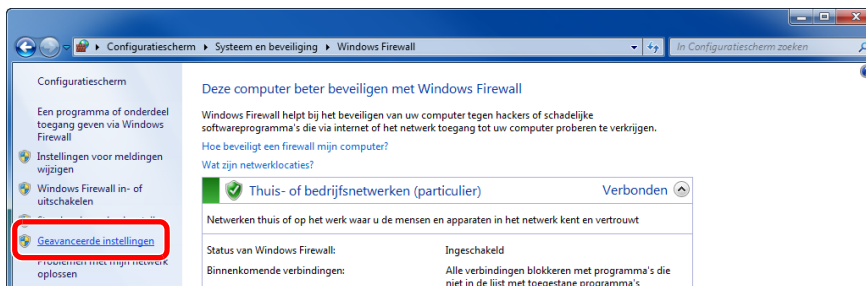 Configuratiescherm ▸ Systeem en beveiliging ▸ Windows Firewall
In Configuratiescherm zoeken
Configuratiescherm
Een programma of onderdeel
toegang geven via Windows
Firewall
Instellingen voor meldingen
wijzigen
Windows Firewall in- of
uitschakelen
Geavanceerde instellingen
Problemen met mijn netwerk
oplossen
Deze computer beter beveiligen met Windows Firewall
Windows Firewall helpt bij het beveiligen van uw computer tegen hackers of schadelijke
softwareprogramma's die via internet of het netwerk toegang tot uw computer proberen te verkrijgen.
Hoe beveiligt een firewall mijn computer?
Wat zijn netwerklocaties?
Thuis- of bedrijfsnetwerken (particulier) Verbonden
Netwerken thuis of op het werk waar u de mensen en apparaten in het netwerk kent en vertrouwt
Status van Windows Firewall: Ingeschakeld
Binnenkomende verbindingen: Alle verbindingen blokkeren met programma's die
niet in de lijst met toegestane programma's